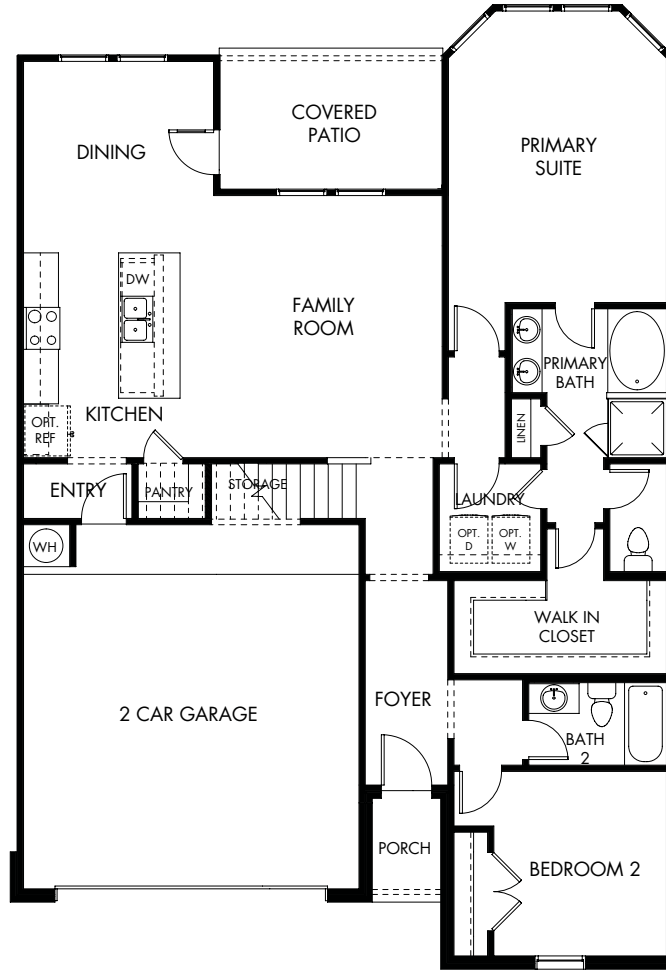 COVERED
PATIO
DINING
PRIMARY
SUITE
DW
FAMILY
ROOM
PRIMARY
BATH
KITCHEN
OPT.
REF
LINEN
ENTRY
PANTRY
STORAGE
LAUNDRY
OPT.
D
OPT.
W
WH
WALK IN
CLOSET
FOYER
2 CAR GARAGE
BATH
2
PORCH
BEDROOM 2